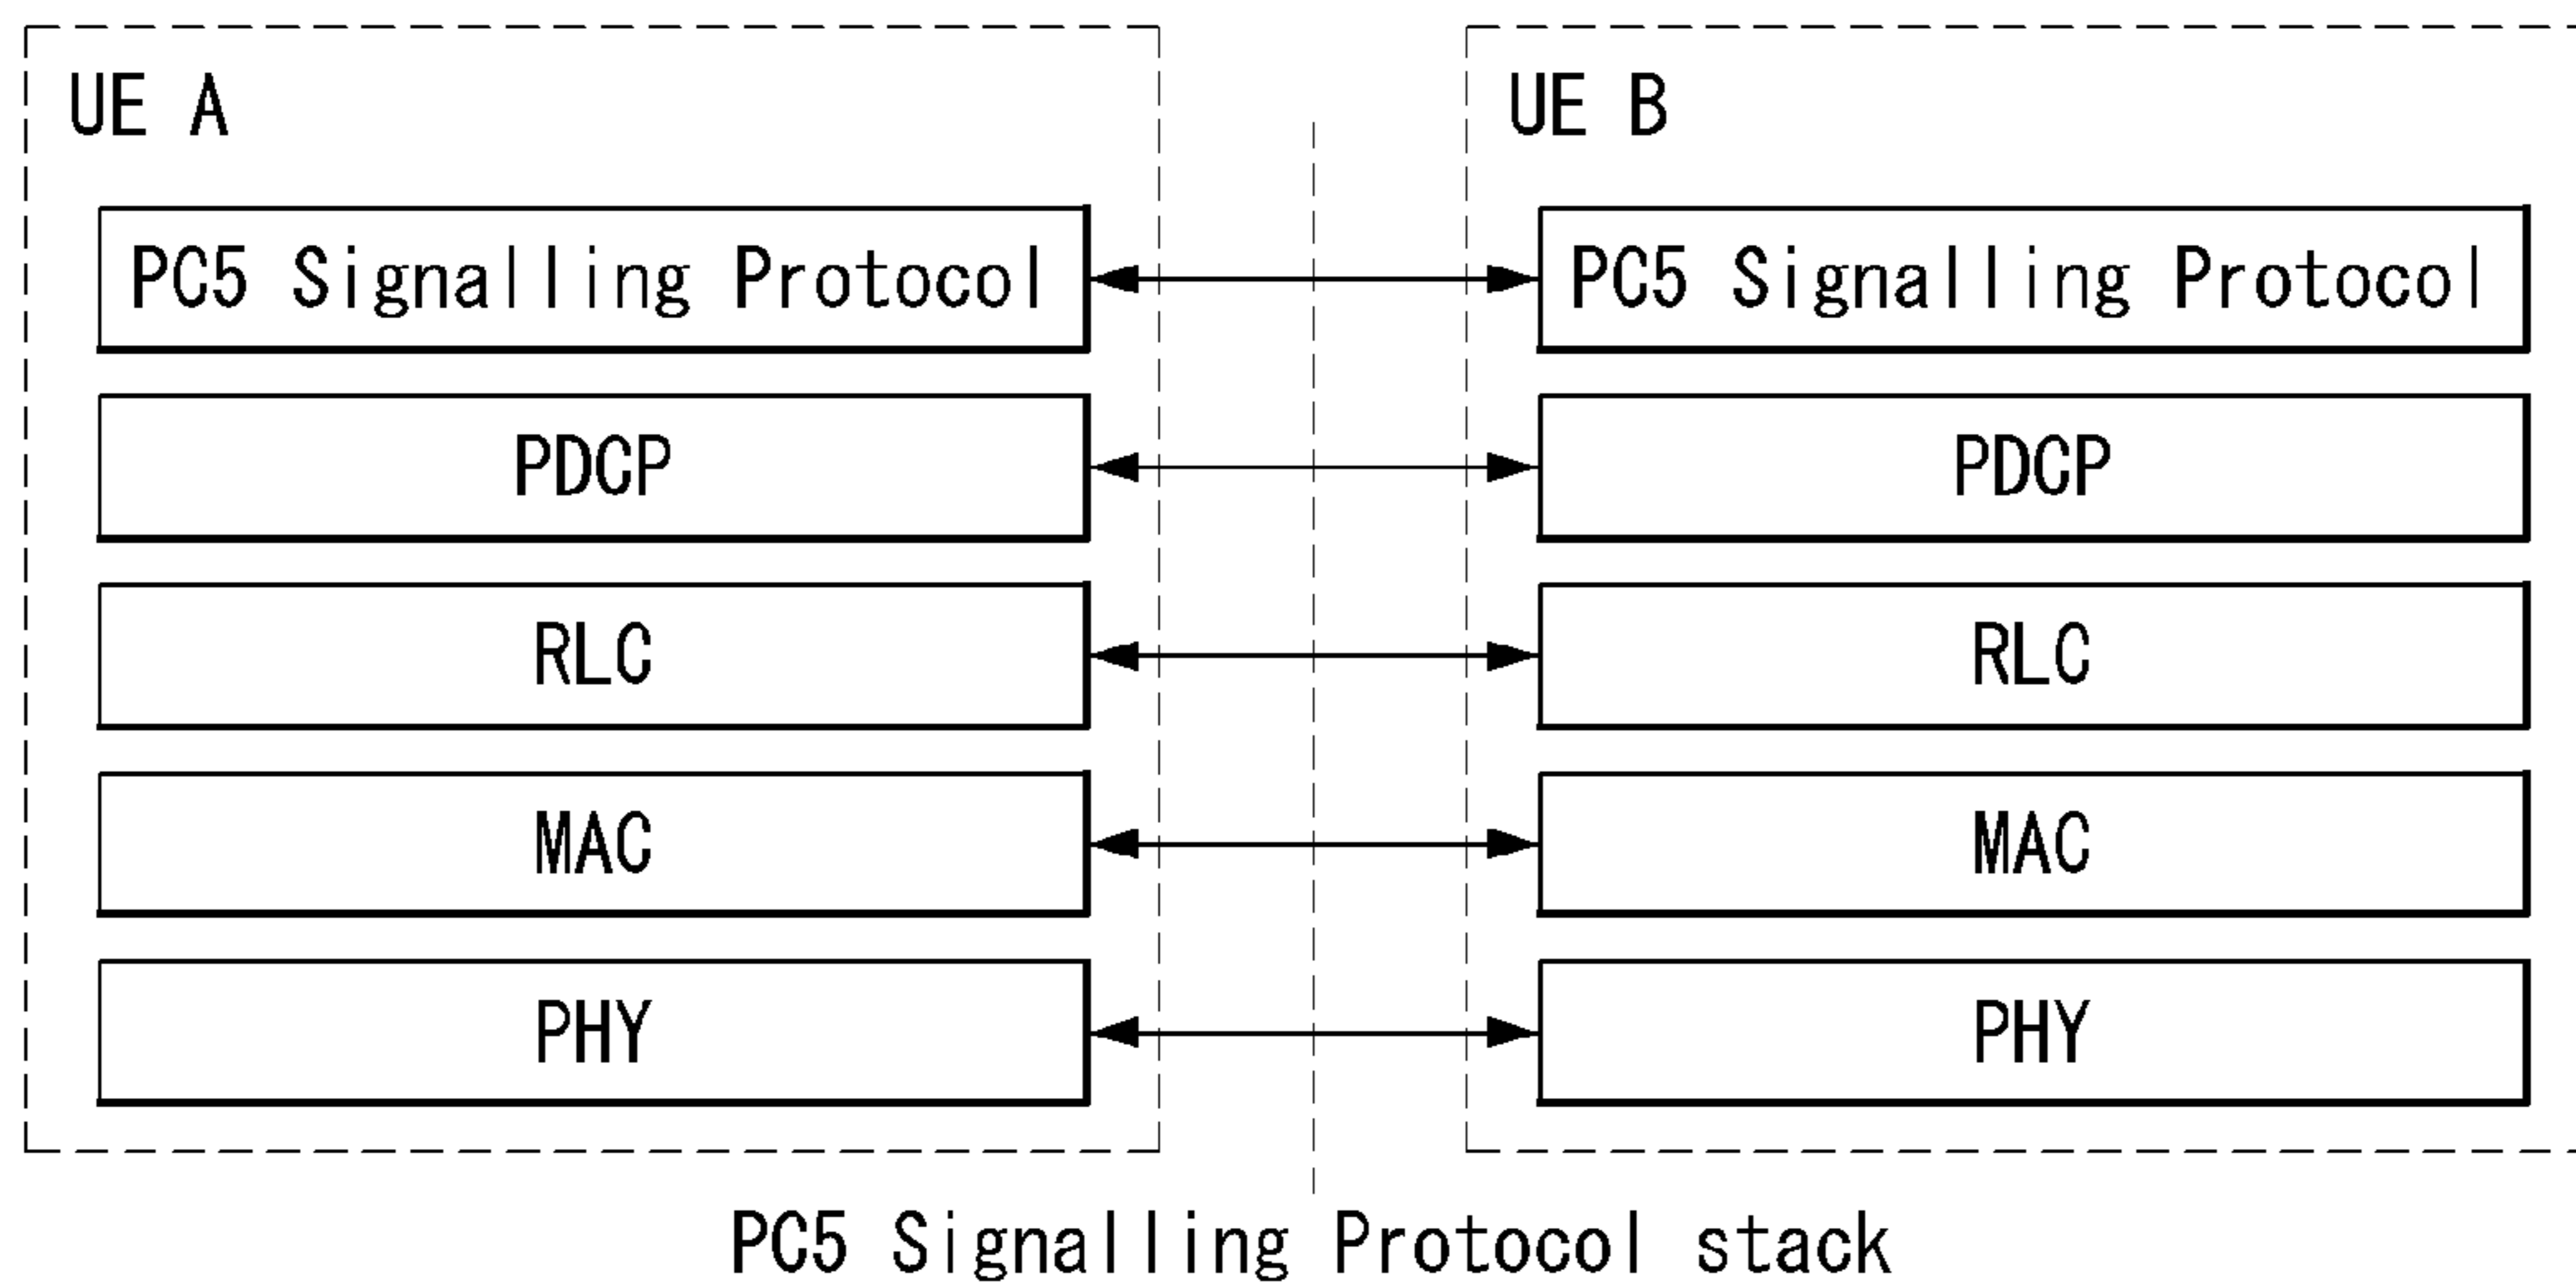 UE A
UE B
PC5 Signalling Protocol
PC5 Signalling Protocol
PDCP
PDCP
RLC
RLC
MAC
MAC
PHY
PHY
PC5 Signalling Protocol stack